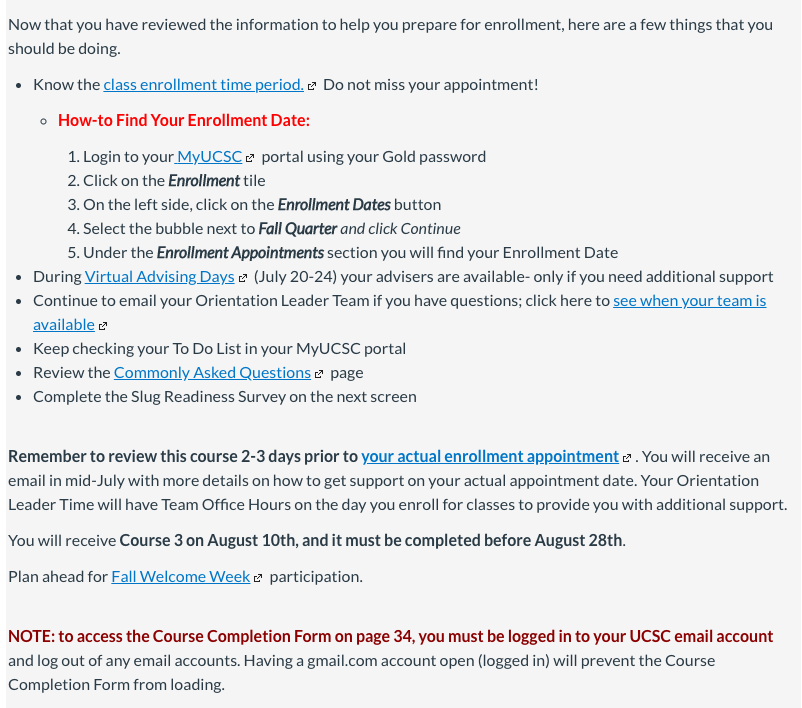 Now that you have reviewed the information to help you prepare for enrollment, here are a few things that you
should be doing.
• Know the class enrollment time period. Do not miss your appointment!
◦ How-to Find Your Enrollment Date:
1. Login to your MyUCSC portal using your Gold password
2. Click on the Enrollment tile
3. On the left side, click on the Enrollment Dates button
4. Select the bubble next to Fall Quarter and click Continue
5. Under the Enrollment Appointments section you will find your Enrollment Date
• During Virtual Advising Days (July 20-24) your advisers are available- only if you need additional support
• Continue to email your Orientation Leader Team if you have questions; click here to see when your team is
available
• Keep checking your To Do List in your MyUCSC portal
• Review the Commonly Asked Questions page
• Complete the Slug Readiness Survey on the next screen
Remember to review this course 2-3 days prior to your actual enrollment appointment . You will receive an
email in mid-July with more details on how to get support on your actual appointment date. Your Orientation
Leader Time will have Team Office Hours on the day you enroll for classes to provide you with additional support.
You will receive Course 3 on August 10th, and it must be completed before August 28th.
Plan ahead for Fall Welcome Week participation.
NOTE: to access the Course Completion Form on page 34, you must be logged in to your UCSC email account
and log out of any email accounts. Having a gmail.com account open (logged in) will prevent the Course
Completion Form from loading.